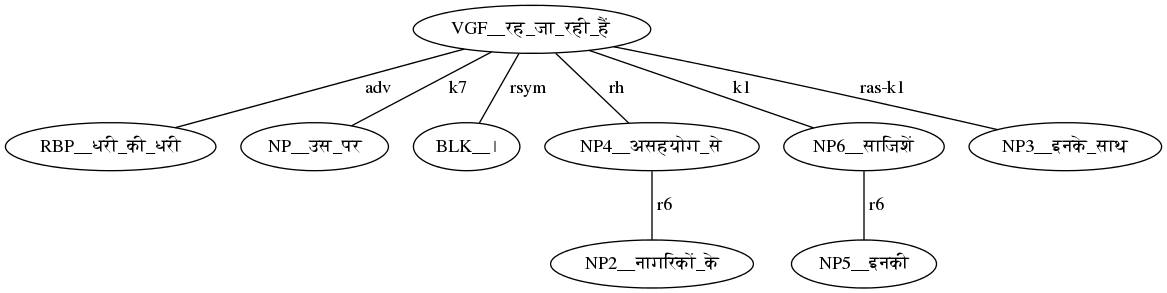 VGF__रह_जा_रही_हैं
adv k7 rsym rh k1 ras-k1
RBP__धरी_की_धरी NP__उस_पर BLK__। NP4__असहयोग_से NP6__साजिशें NP3__इनके_साथ
r6 r6
NP2__नागरिकों_के NP5__इनकी